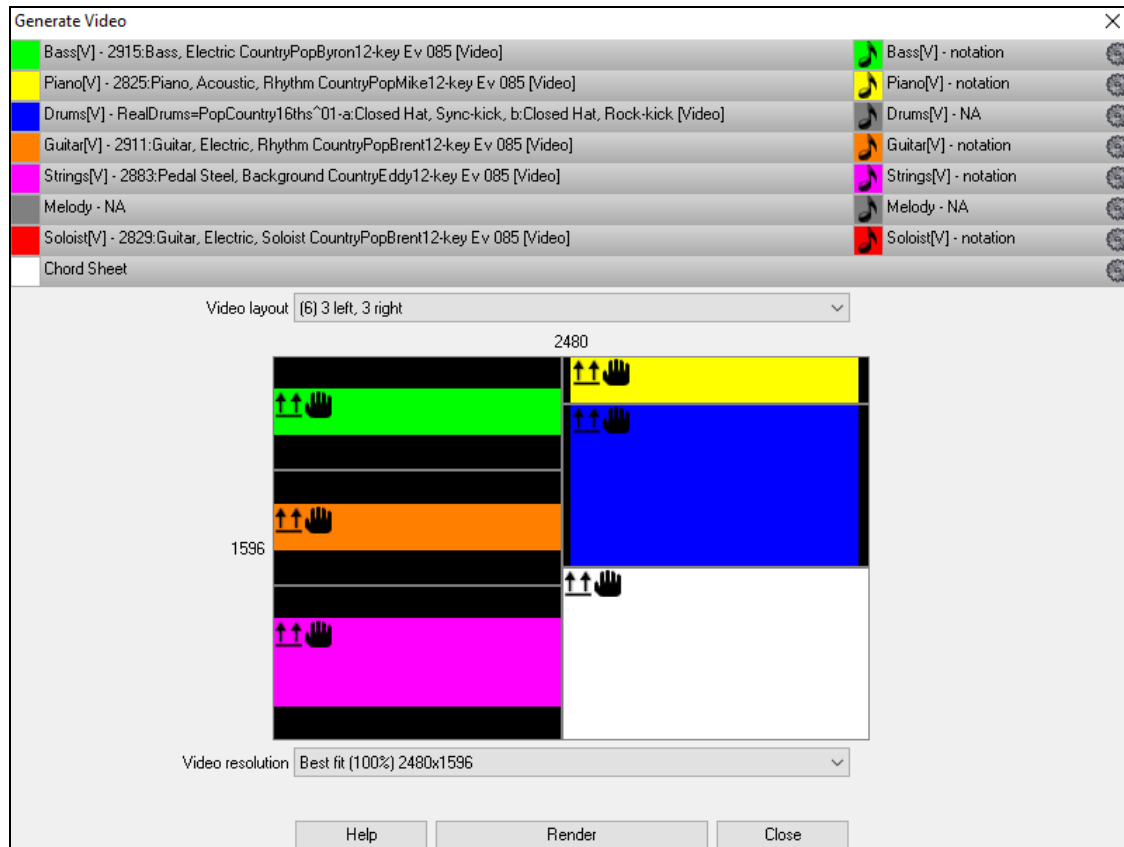 Generate Video
Bass[V] - 2915:Bass, Electric CountryPopByron12-key Ev 085 [Video] Bass[V] - notation
Piano[V] - 2825:Piano, Acoustic, Rhythm CountryPopMike12-key Ev 085 [Video] Piano[V] - notation
Drums[V] - RealDrums=PopCountry16ths^01-a:Closed Hat, Sync-kick, b:Closed Hat, Rock-kick [Video] Drums[V] - NA
Guitar[V] - 2911:Guitar, Electric, Rhythm CountryPopBrent12-key Ev 085 [Video] Guitar[V] - notation
Strings[V] - 2883:Pedal Steel, Background CountryEddy12-key Ev 085 [Video] Strings[V] - notation
Melody - NA Melody - NA
Soloist[V] - 2829:Guitar, Electric, Soloist CountryPopBrent12-key Ev 085 [Video] Soloist[V] - notation
Chord Sheet
Video layout (6) 3 left, 3 right
2480
1596
Video resolution Best fit (100%) 2480x1596
Help Render Close